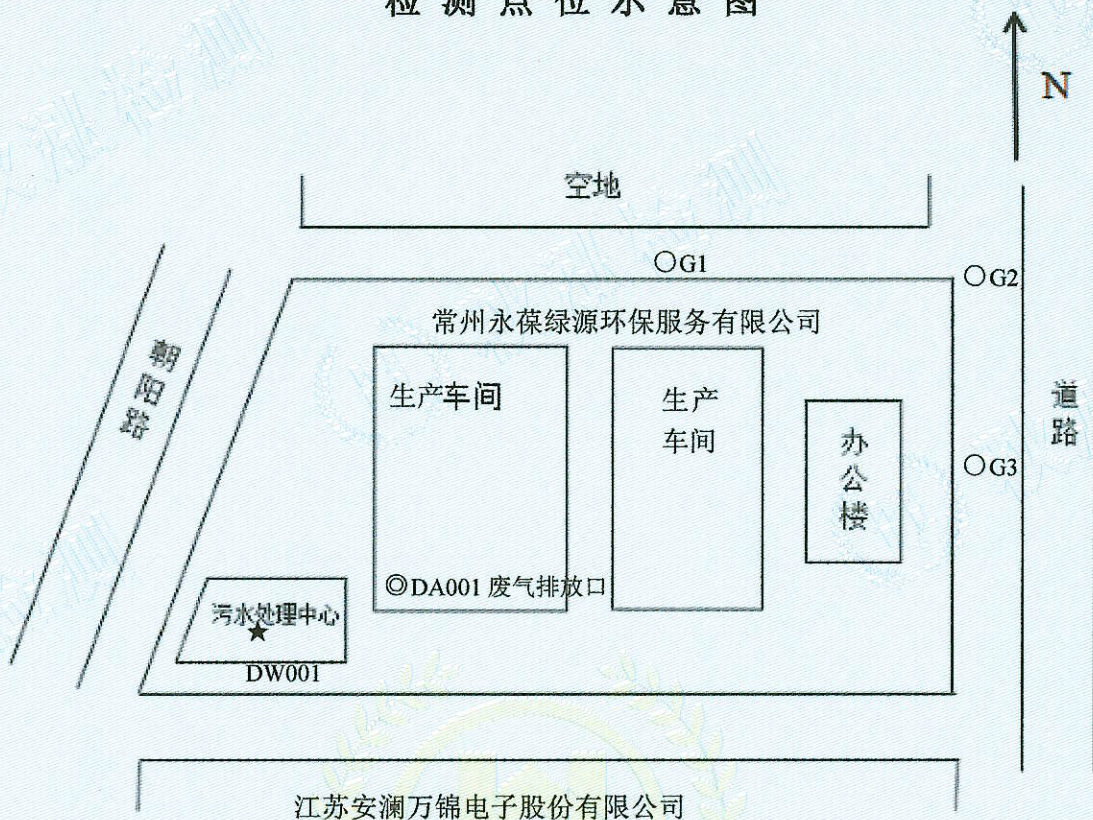 检测点位示意图
N
空地
○G1
○G2
常州永葆绿源环保服务有限公司
朝阳路
生产车间
生产
车间
道路
办公楼
○G3
◎DA001 废气排放口
污水处理中心
★
DW001
江苏安澜万锦电子股份有限公司